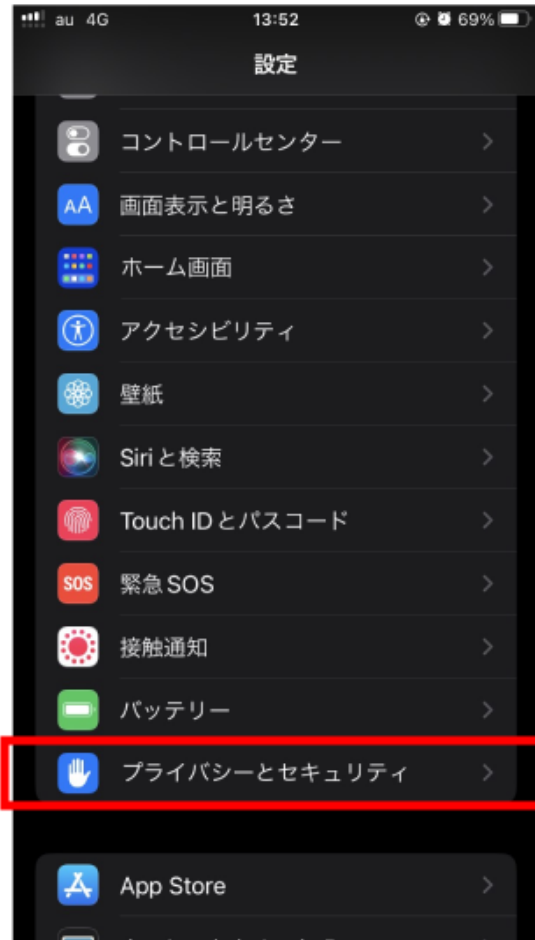 au 4G 13:52 69%
設定
コントロールセンター
AA 画面表示と明るさ
ホーム画面
アクセシビリティ
壁紙
Siriと検索
Touch IDとパスコード
SOS 緊急SOS
接触通知
バッテリー
プライバシーとセキュリティ
App Store